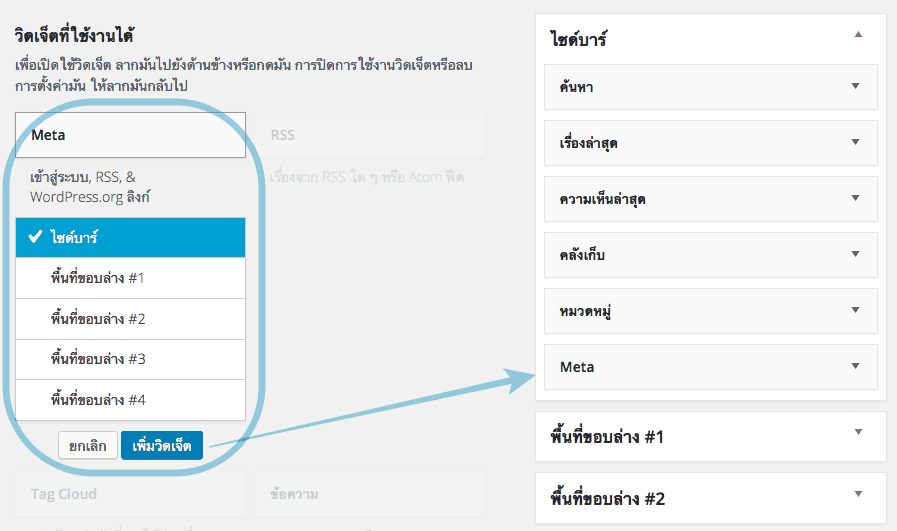 วิดเจ็ตที่ใช้งานได้
เพื่อเปิดใช้วิดเจ็ต ลากมันไปยังด้านข้างหรือกดมัน การปิดการใช้งานวิดเจ็ตหรือลบ
การตั้งค่ามัน ให้ลากมันกลับไป
Meta
RSS
เข้าสู่ระบบ, RSS, &
WordPress.org ลิงก์
เรื่องจาก RSS ใด ๆ หรือ Atom ฟีด
ไซด์บาร์
พื้นที่ขอบล่าง #1
พื้นที่ขอบล่าง #2
พื้นที่ขอบล่าง #3
พื้นที่ขอบล่าง #4
ยกเลิก
เพิ่มวิดเจ็ต
Tag Cloud
ข้อความ
ไซด์บาร์
ค้นหา
เรื่องล่าสุด
ความเห็นล่าสุด
คลังเก็บ
หมวดหมู่
Meta
พื้นที่ขอบล่าง #1
พื้นที่ขอบล่าง #2